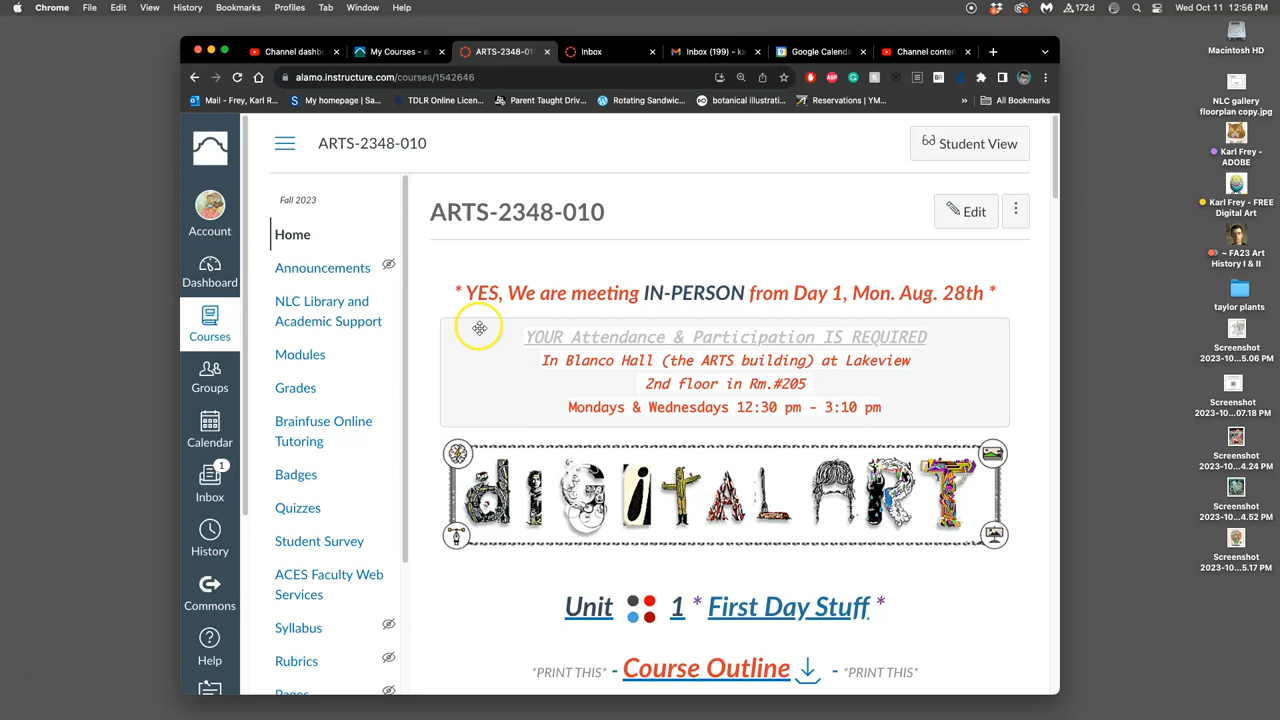 Chrome File Edit View History Bookmarks Profiles Tab Window Help 172d Wed Oct 11 12:56 PM
Channel dashb My Courses - al ARTS-2348-01 Inbox Inbox (199) - ka Google Calenda Channel conten
alamo.instructure.com/courses/1542646
Mail - Frey, Karl R... My homepage | Sa... TDLR Online Licen... Parent Taught Driv... Rotating Sandwic... botanical illustrati... Reservations | YM... » All Bookmarks
ARTS-2348-010
Student View
Account
Dashboard
Courses
Groups
Calendar
1
Inbox
History
Commons
Help
Fall 2023
Home
Announcements
NLC Library and
Academic Support
Modules
Grades
Brainfuse Online
Tutoring
Badges
Quizzes
Student Survey
ACES Faculty Web
Services
Syllabus
Rubrics
Pages
ARTS-2348-010
Edit
* YES, We are meeting IN-PERSON from Day 1, Mon. Aug. 28th *
YOUR Attendance & Participation IS REQUIRED
In Blanco Hall (the ARTS building) at Lakeview
2nd floor in Rm.#205
Mondays & Wednesdays 12:30 pm - 3:10 pm
diGiTAL ART
Unit 1 * First Day Stuff *
*PRINT THIS* - Course Outline - *PRINT THIS*
Macintosh HD
NLC gallery
floorplan copy.jpg
Karl Frey -
ADOBE
Karl Frey - FREE
Digital Art
~ FA23 Art
History I & II
taylor plants
Screenshot
2023-10...5.06 PM
Screenshot
2023-10...07.18 PM
Screenshot
2023-10...4.24 PM
Screenshot
2023-10...4.52 PM
Screenshot
2023-10...5.17 PM